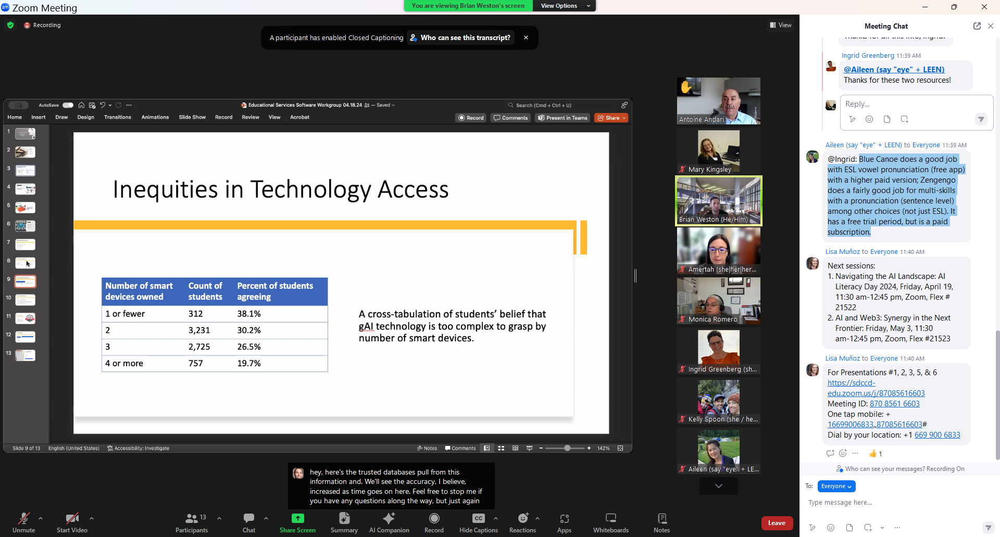 Zoom Meeting
You are viewing Brian Weston's screen
View Options
Recording
A participant has enabled Closed Captioning
Who can see this transcript?
View
AutoSave
Educational Services Software Workgroup 04.18.24
— Saved
Search (Cmd + Ctrl + U)
Home Insert Draw Design Transitions Animations Slide Show Record Review View Acrobat
Record
Comments
Present in Teams
Share
1
2
3
4
5
6
7
8
9
10
11
12
13
Inequities in Technology Access
Number of smart devices owned Count of students Percent of students agreeing
1 or fewer 312 38.1%
2 3,231 30.2%
3 2,725 26.5%
4 or more 757 19.7%
A cross-tabulation of students' belief that
gAI technology is too complex to grasp by
number of smart devices.
Slide 9 of 13 English (United States) Accessibility: Investigate
Notes Comments 142%
hey, here's the trusted databases pull from this
information and. We'll see the accuracy, I believe,
increased as time goes on here. Feel free to stop me if
you have any questions along the way, but just again
Antoine Andari
Mary Kingsley
Brian Weston (He/Him)
Amertah (she|her|her...
Monica Romero
Ingrid Greenberg (sh...
Kelly Spoon (she / he...
Aileen (say "eye" + LE...
Unmute
Start Video
13
Participants
Chat
Share Screen
Summary
AI Companion
Record
CC
Hide Captions
Reactions
Apps
Whiteboards
Notes
Leave
Meeting Chat
Thanks for all this info, Ingrid!
Ingrid Greenberg 11:39 AM
@Aileen (say "eye" + LEEN)
Thanks for these two resources!
Reply...
Aileen (say "eye" + LEEN) to Everyone 11:39 AM
@Ingrid: Blue Canoe does a good job
with ESL vowel pronunciation (free app)
with a higher paid version; Zengengo
does a fairly good job for multi-skills
with a pronunciation (sentence level)
among other choices (not just ESL). It
has a free trial period, but is a paid
subscription.
Lisa Muñoz to Everyone 11:40 AM
Next sessions:
1. Navigating the AI Landscape: AI
Literacy Day 2024, Friday, April 19,
11:30 am-12:45 pm, Zoom, Flex #
21522
2. AI and Web3: Synergy in the Next
Frontier: Friday, May 3, 11:30
am-12:45 pm, Zoom, Flex #21523
Lisa Muñoz to Everyone 11:40 AM
For Presentations #1, 2, 3, 5, & 6
https://sdccd-
edu.zoom.us/j/87085616603
Meeting ID: 870 8561 6603
One tap mobile: +
16699006833,,87085616603#
Dial by your location: +1 669 900 6833
1
Who can see your messages? Recording On
To: Everyone
Type message here...